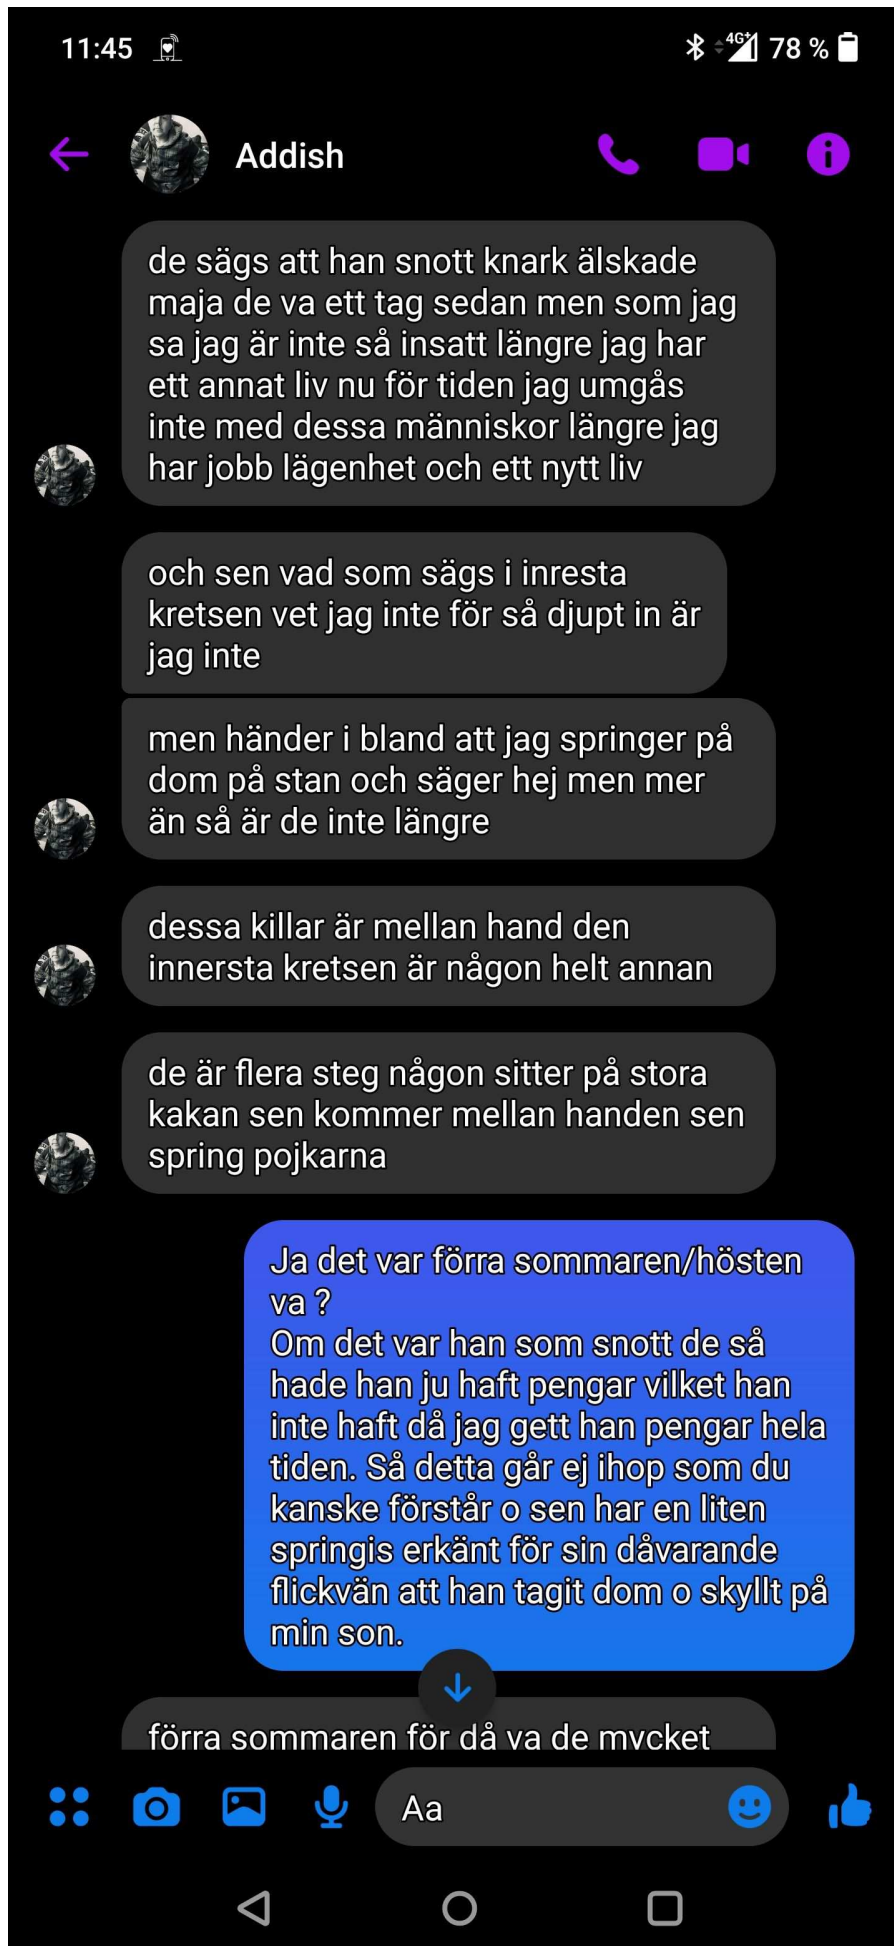 11:45
4G+ 78 %
Addish
de sägs att han snott knark älskade
maja de va ett tag sedan men som jag
sa jag är inte så insatt längre jag har
ett annat liv nu för tiden jag umgås
inte med dessa människor längre jag
har jobb lägenhet och ett nytt liv
och sen vad som sägs i inresta
kretsen vet jag inte för så djupt in är
jag inte
men händer i bland att jag springer på
dom på stan och säger hej men mer
än så är de inte längre
dessa killar är mellan hand den
innersta kretsen är någon helt annan
de är flera steg någon sitter på stora
kakan sen kommer mellan handen sen
spring pojkarna
Ja det var förra sommaren/hösten
va ?
Om det var han som snott de så
hade han ju haft pengar vilket han
inte haft då jag gett han pengar hela
tiden. Så detta går ej ihop som du
kanske förstår o sen har en liten
springis erkänt för sin dåvarande
flickvän att han tagit dom o skyllt på
min son.
förra sommaren för då va de mycket
Aa